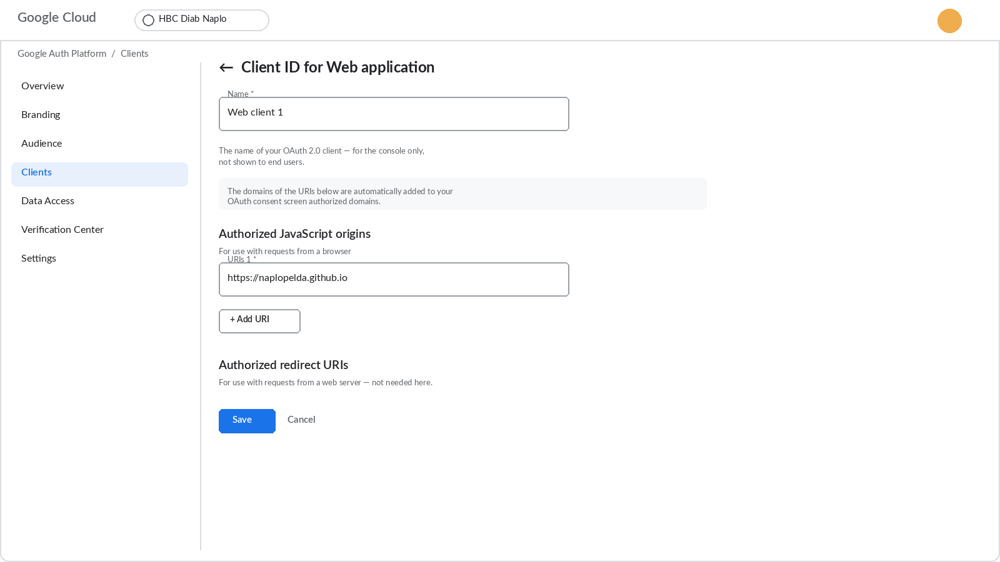 Google Cloud
HBC Diab Naplo
Google Auth Platform / Clients
Overview
Branding
Audience
Clients
Data Access
Verification Center
Settings
← Client ID for Web application
Name *
Web client 1
The name of your OAuth 2.0 client — for the console only,
not shown to end users.
The domains of the URIs below are automatically added to your
OAuth consent screen authorized domains.
Authorized JavaScript origins
For use with requests from a browser
URIs 1 *
https://naplopelda.github.io
+ Add URI
Authorized redirect URIs
For use with requests from a web server — not needed here.
Save
Cancel